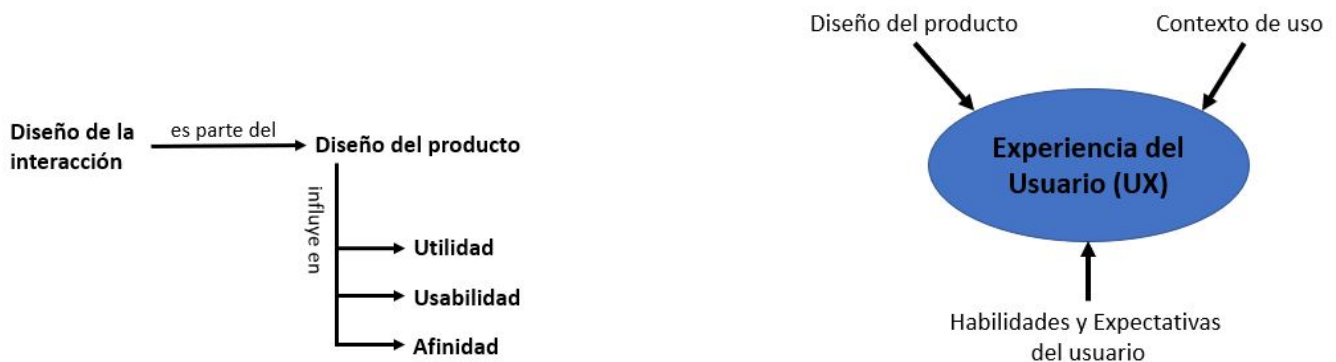 Diseño de la
interacción
es parte del
Diseño del producto
influye en
Utilidad
Usabilidad
Afinidad
Diseño del producto
Contexto de uso
Experiencia del
Usuario (UX)
Habilidades y Expectativas
del usuario